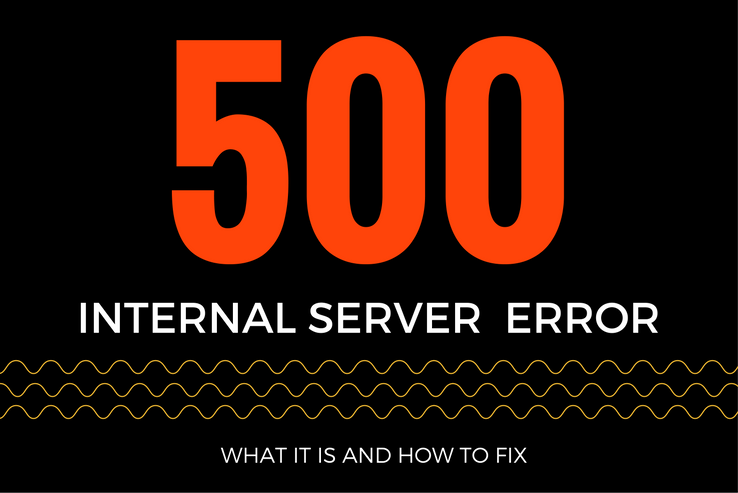 500
INTERNAL SERVER ERROR
WHAT IT IS AND HOW TO FIX